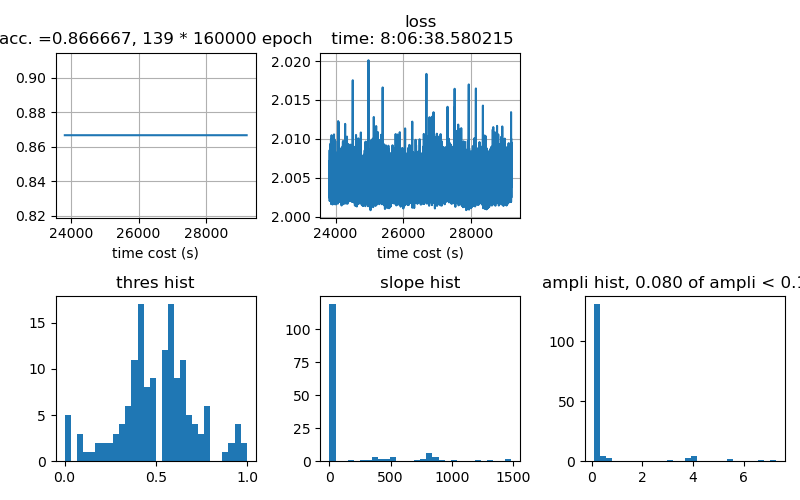 acc. =0.866667, 139 * 160000 epoch
loss
time: 8:06:38.580215
0.90
0.88
0.86
0.84
0.82
24000 26000 28000
time cost (s)
2.020
2.015
2.010
2.005
2.000
24000 26000 28000
time cost (s)
thres hist
15
10
5
0
0.0 0.5 1.0
slope hist
100
75
50
25
0
0 500 1000 1500
ampli hist, 0.080 of ampli < 0.1
100
50
0
0 2 4 6